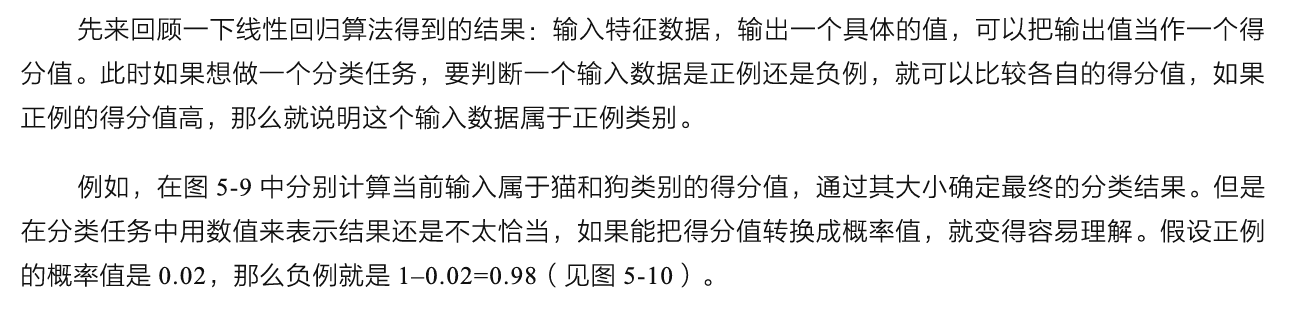 先来回顾一下线性回归算法得到的结果：输入特征数据，输出一个具体的值，可以把输出值当作一个得
分值。此时如果想做一个分类任务，要判断一个输入数据是正例还是负例，就可以比较各自的得分值，如果
正例的得分值高，那么就说明这个输入数据属于正例类别。
例如，在图 5-9 中分别计算当前输入属于猫和狗类别的得分值，通过其大小确定最终的分类结果。但是
在分类任务中用数值来表示结果还是不太恰当，如果能把得分值转换成概率值，就变得容易理解。假设正例
的概率值是 0.02，那么负例就是 1–0.02=0.98（见图 5-10）。